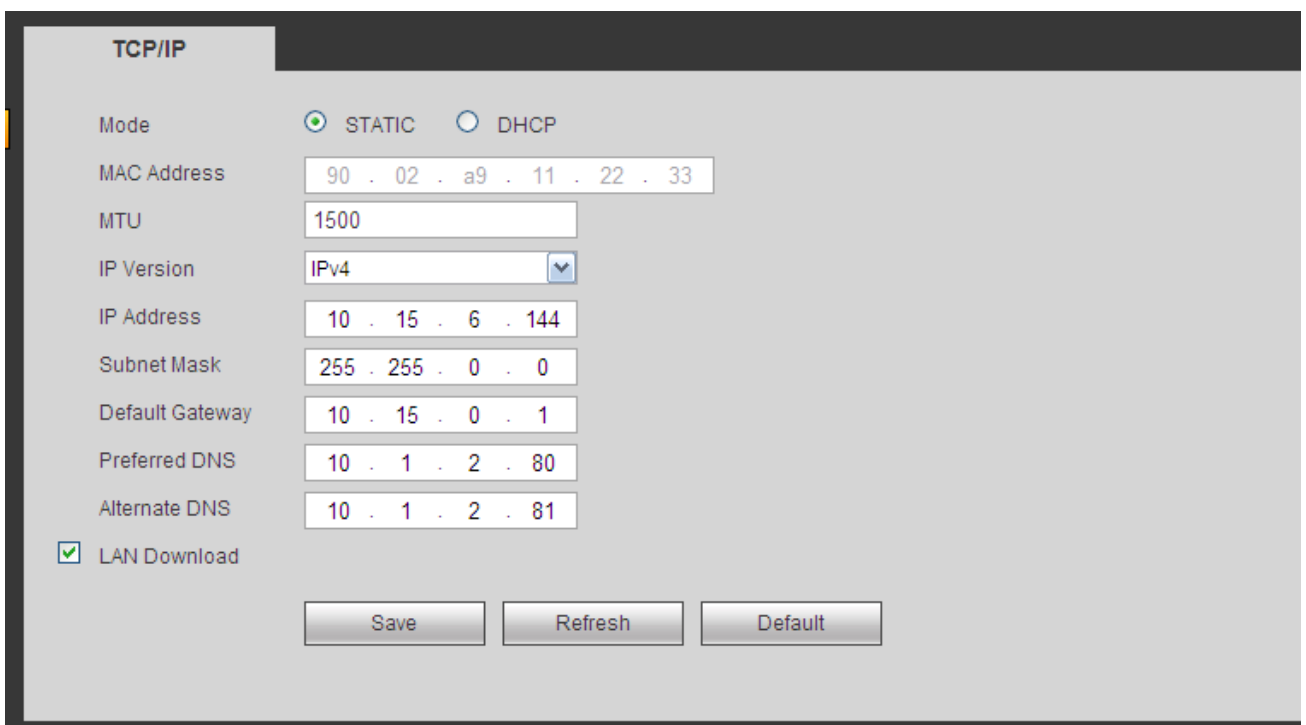 TCP/IP
Mode STATIC DHCP
MAC Address 90 . 02 . a9 . 11 . 22 . 33
MTU 1500
IP Version IPv4
IP Address 10 . 15 . 6 . 144
Subnet Mask 255 . 255 . 0 . 0
Default Gateway 10 . 15 . 0 . 1
Preferred DNS 10 . 1 . 2 . 80
Alternate DNS 10 . 1 . 2 . 81
LAN Download
Save Refresh Default